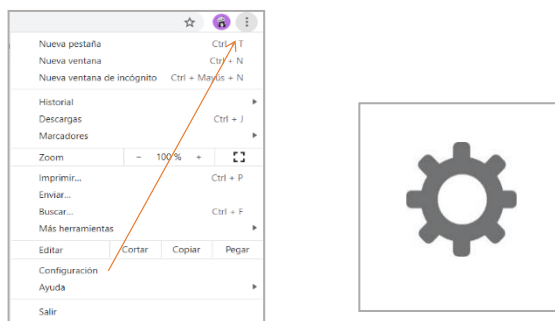 Nueva pestaña Ctrl + T
Nueva ventana Ctrl + N
Nueva ventana de incógnito Ctrl + Mayús + N
Historial
Descargas Ctrl + J
Marcadores
Zoom - 100 % +
Imprimir... Ctrl + P
Enviar...
Buscar... Ctrl + F
Más herramientas
Editar Cortar Copiar Pegar
Configuración
Ayuda
Salir